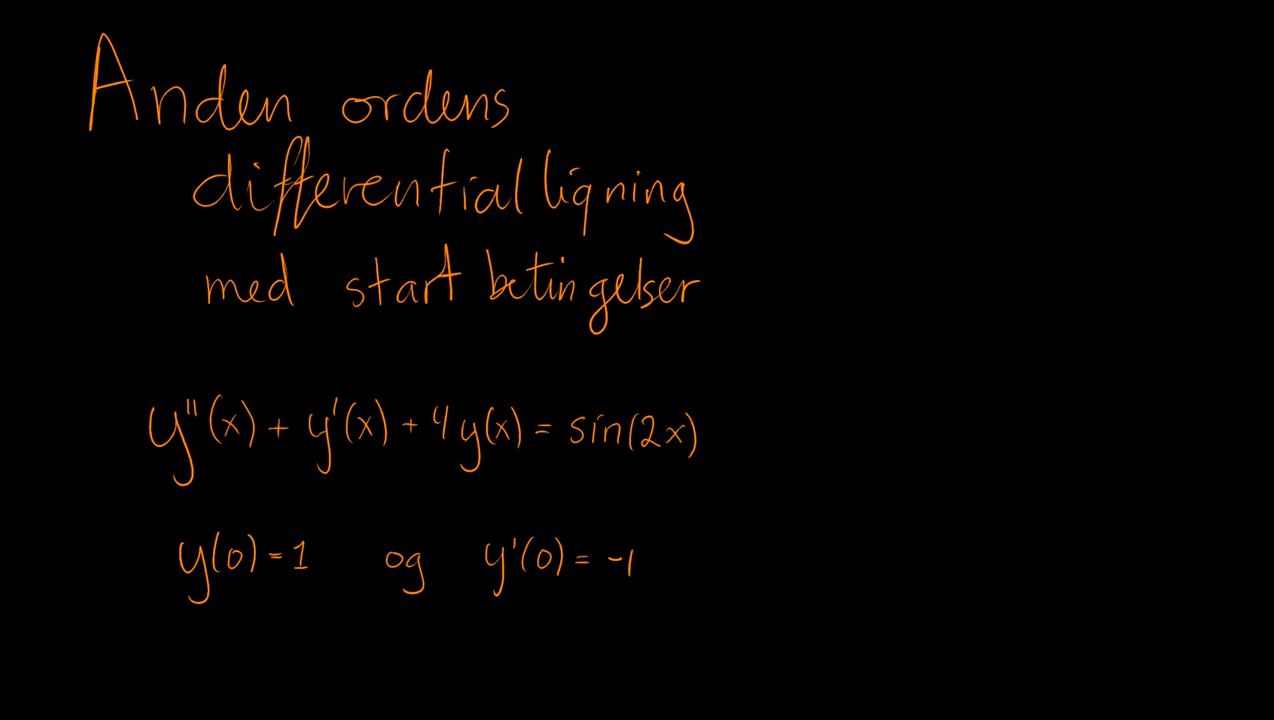 Anden ordens
differentialligning
med start betingelser
y''(x) + y'(x) + 4y(x) = sin(2x)
y(0) = 1 og y'(0) = -1